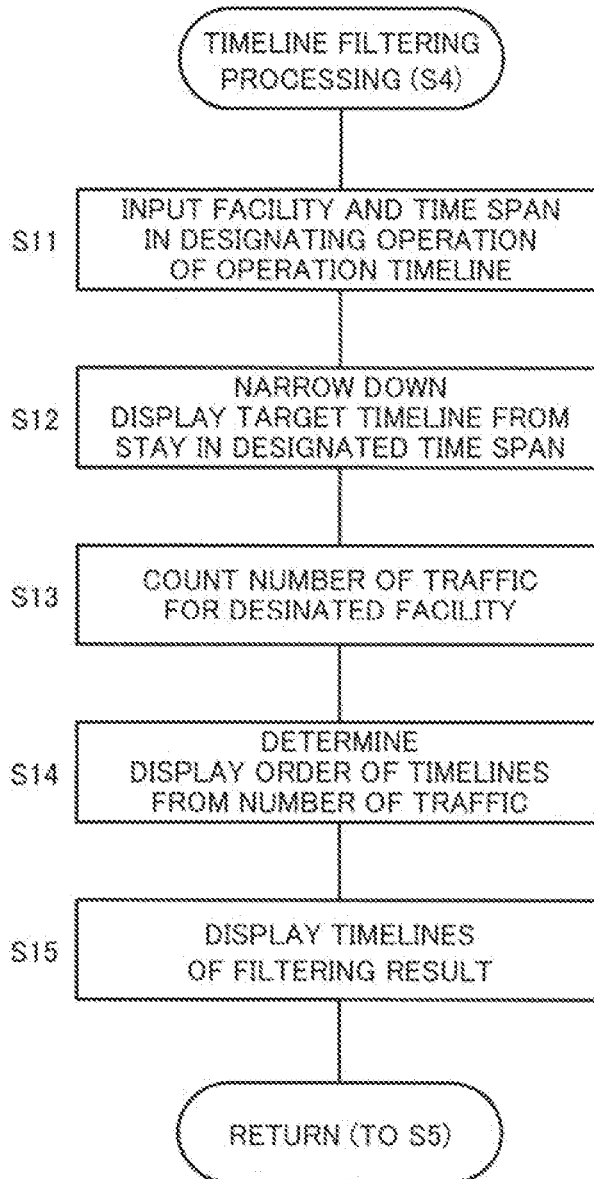 TIMELINE FILTERING
PROCESSING (S4)
S11
INPUT FACILITY AND TIME SPAN
IN DESIGNATING OPERATION
OF OPERATION TIMELINE
S12
NARROW DOWN
DISPLAY TARGET TIMELINE FROM
STAY IN DESIGNATED TIME SPAN
S13
COUNT NUMBER OF TRAFFIC
FOR DESINATED FACILITY
S14
DETERMINE
DISPLAY ORDER OF TIMELINES
FROM NUMBER OF TRAFFIC
S15
DISPLAY TIMELINES
OF FILTERING RESULT
RETURN (TO S5)